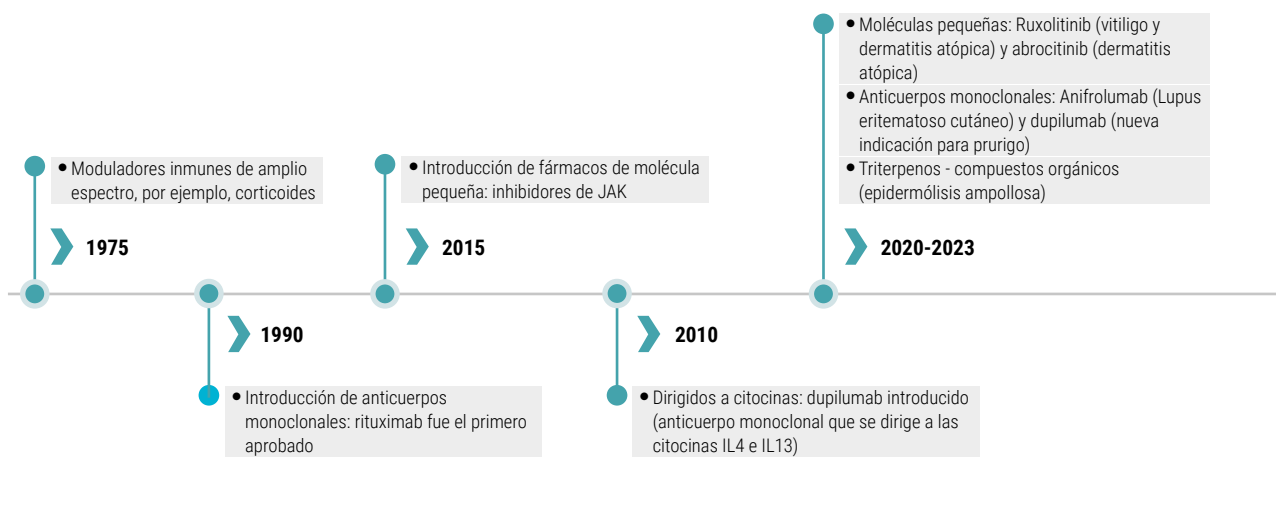 • Moduladores inmunes de amplio
espectro, por ejemplo, corticoides
1975
1990
• Introducción de anticuerpos
monoclonales: rituximab fue el primero
aprobado
• Introducción de fármacos de molécula
pequeña: inhibidores de JAK
2015
2010
• Dirigidos a citocinas: dupilumab introducido
(anticuerpo monoclonal que se dirige a las
citocinas IL4 e IL13)
• Moléculas pequeñas: Ruxolitinib (vitiligo y
dermatitis atópica) y abrocitinib (dermatitis
atópica)
• Anticuerpos monoclonales: Anifrolumab (Lupus
eritematoso cutáneo) y dupilumab (nueva
indicación para prurigo)
• Triterpenos - compuestos orgánicos
(epidermólisis ampollosa)
2020-2023